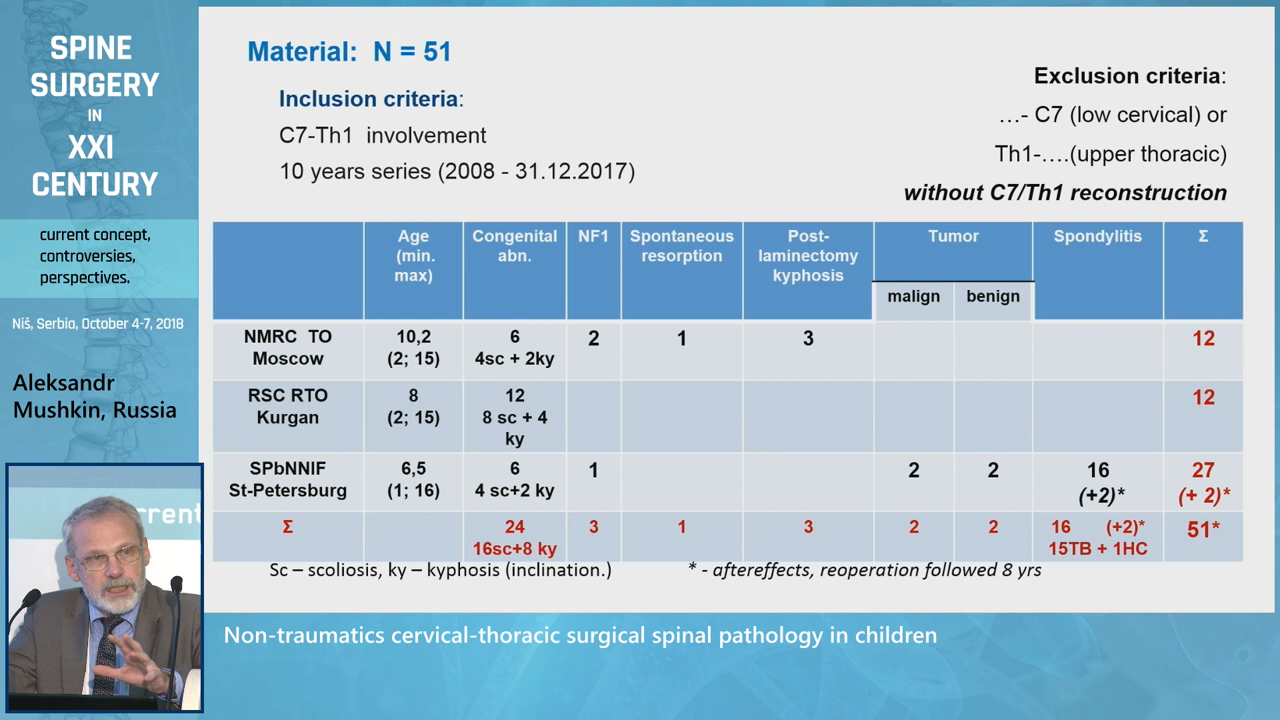 SPINE
SURGERY
IN
XXI
CENTURY
current concept,
controversies,
perspectives.
Niš, Serbia, October 4-7, 2018
Aleksandr
Mushkin, Russia
rrent
Material: N = 51
Inclusion criteria:
C7-Th1 involvement
10 years series (2008 - 31.12.2017)
Exclusion criteria:
…- C7 (low cervical) or
Th1-….(upper thoracic)
without C7/Th1 reconstruction
Age (min. max) Congenital abn. NF1 Spontaneous resorption Post-laminectomy kyphosis Tumor Spondylitis Σ
malign benign
NMRC TO 10,2 6 2 1 3 12
Moscow (2; 15) 4sc + 2ky
RSC RTO 8 12 12
Kurgan (2; 15) 8 sc + 4
ky
SPbNNIF 6,5 6 1 2 2 16 27
St-Petersburg (1; 16) 4 sc+2 ky (+2)* (+ 2)*
Σ 24 3 1 3 2 2 16 (+2)* 51*
16sc+8 ky 15TB + 1HC
Sc – scoliosis, ky – kyphosis (inclination.) * - aftereffects, reoperation followed 8 yrs
Non-traumatics cervical-thoracic surgical spinal pathology in children